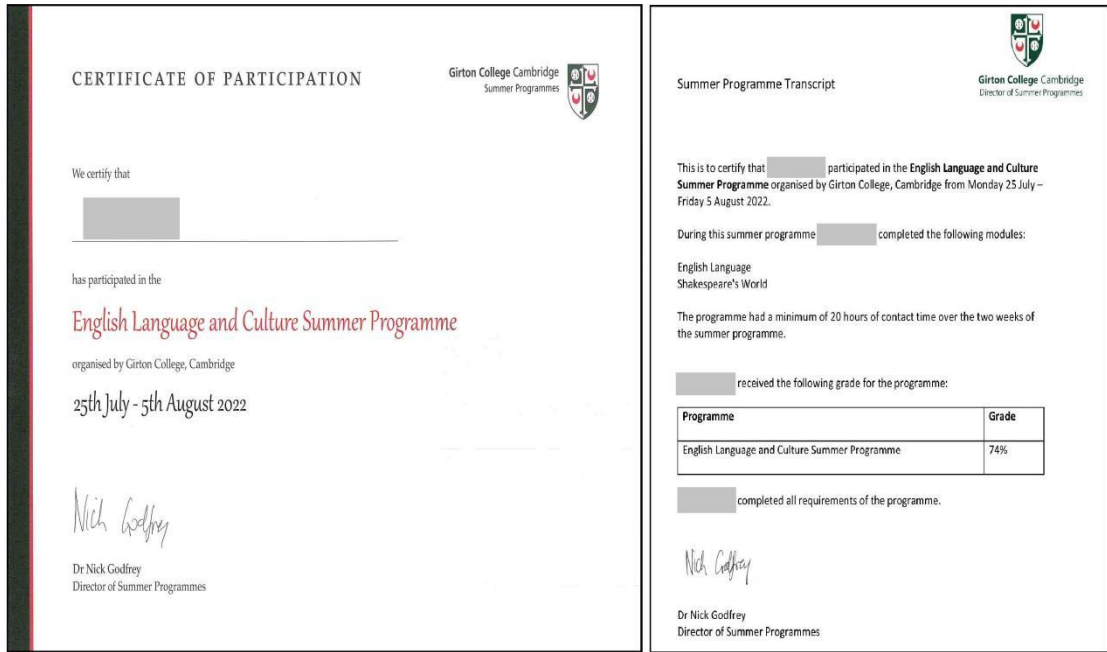 CERTIFICATE OF PARTICIPATION
Girton College Cambridge
Summer Programmes
We certify that
has participated in the
English Language and Culture Summer Programme
organised by Girton College, Cambridge
25th July - 5th August 2022
Nick Godfrey
Dr Nick Godfrey
Director of Summer Programmes
Girton College Cambridge
Director of Summer Programmes
Summer Programme Transcript
This is to certify that participated in the English Language and Culture
Summer Programme organised by Girton College, Cambridge from Monday 25 July –
Friday 5 August 2022.
During this summer programme completed the following modules:
English Language
Shakespeare's World
The programme had a minimum of 20 hours of contact time over the two weeks of
the summer programme.
received the following grade for the programme:
Programme Grade
English Language and Culture Summer Programme 74%
completed all requirements of the programme.
Nick Godfrey
Dr Nick Godfrey
Director of Summer Programmes